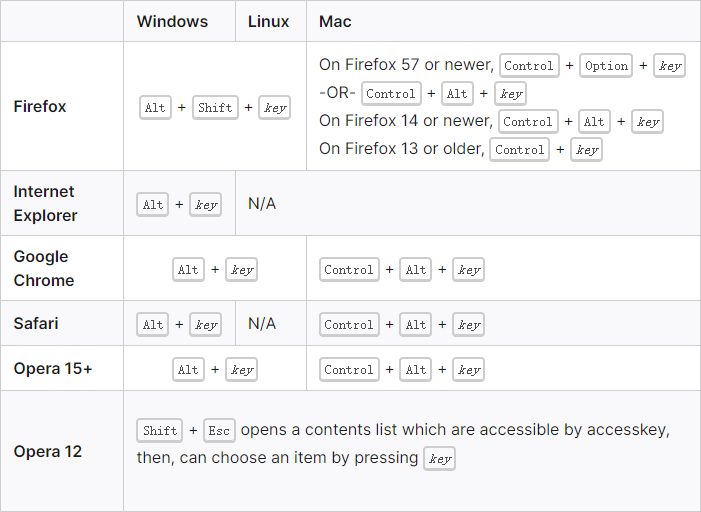 Windows Linux Mac
Firefox
Alt + Shift + key
On Firefox 57 or newer, Control + Option + key
-OR- Control + Alt + key
On Firefox 14 or newer, Control + Alt + key
On Firefox 13 or older, Control + key
Internet
Explorer
Alt + key
N/A
Google
Chrome
Alt + key
Control + Alt + key
Safari
Alt + key
N/A
Control + Alt + key
Opera 15+
Alt + key
Control + Alt + key
Opera 12
Shift + Esc opens a contents list which are accessible by accesskey,
then, can choose an item by pressing key